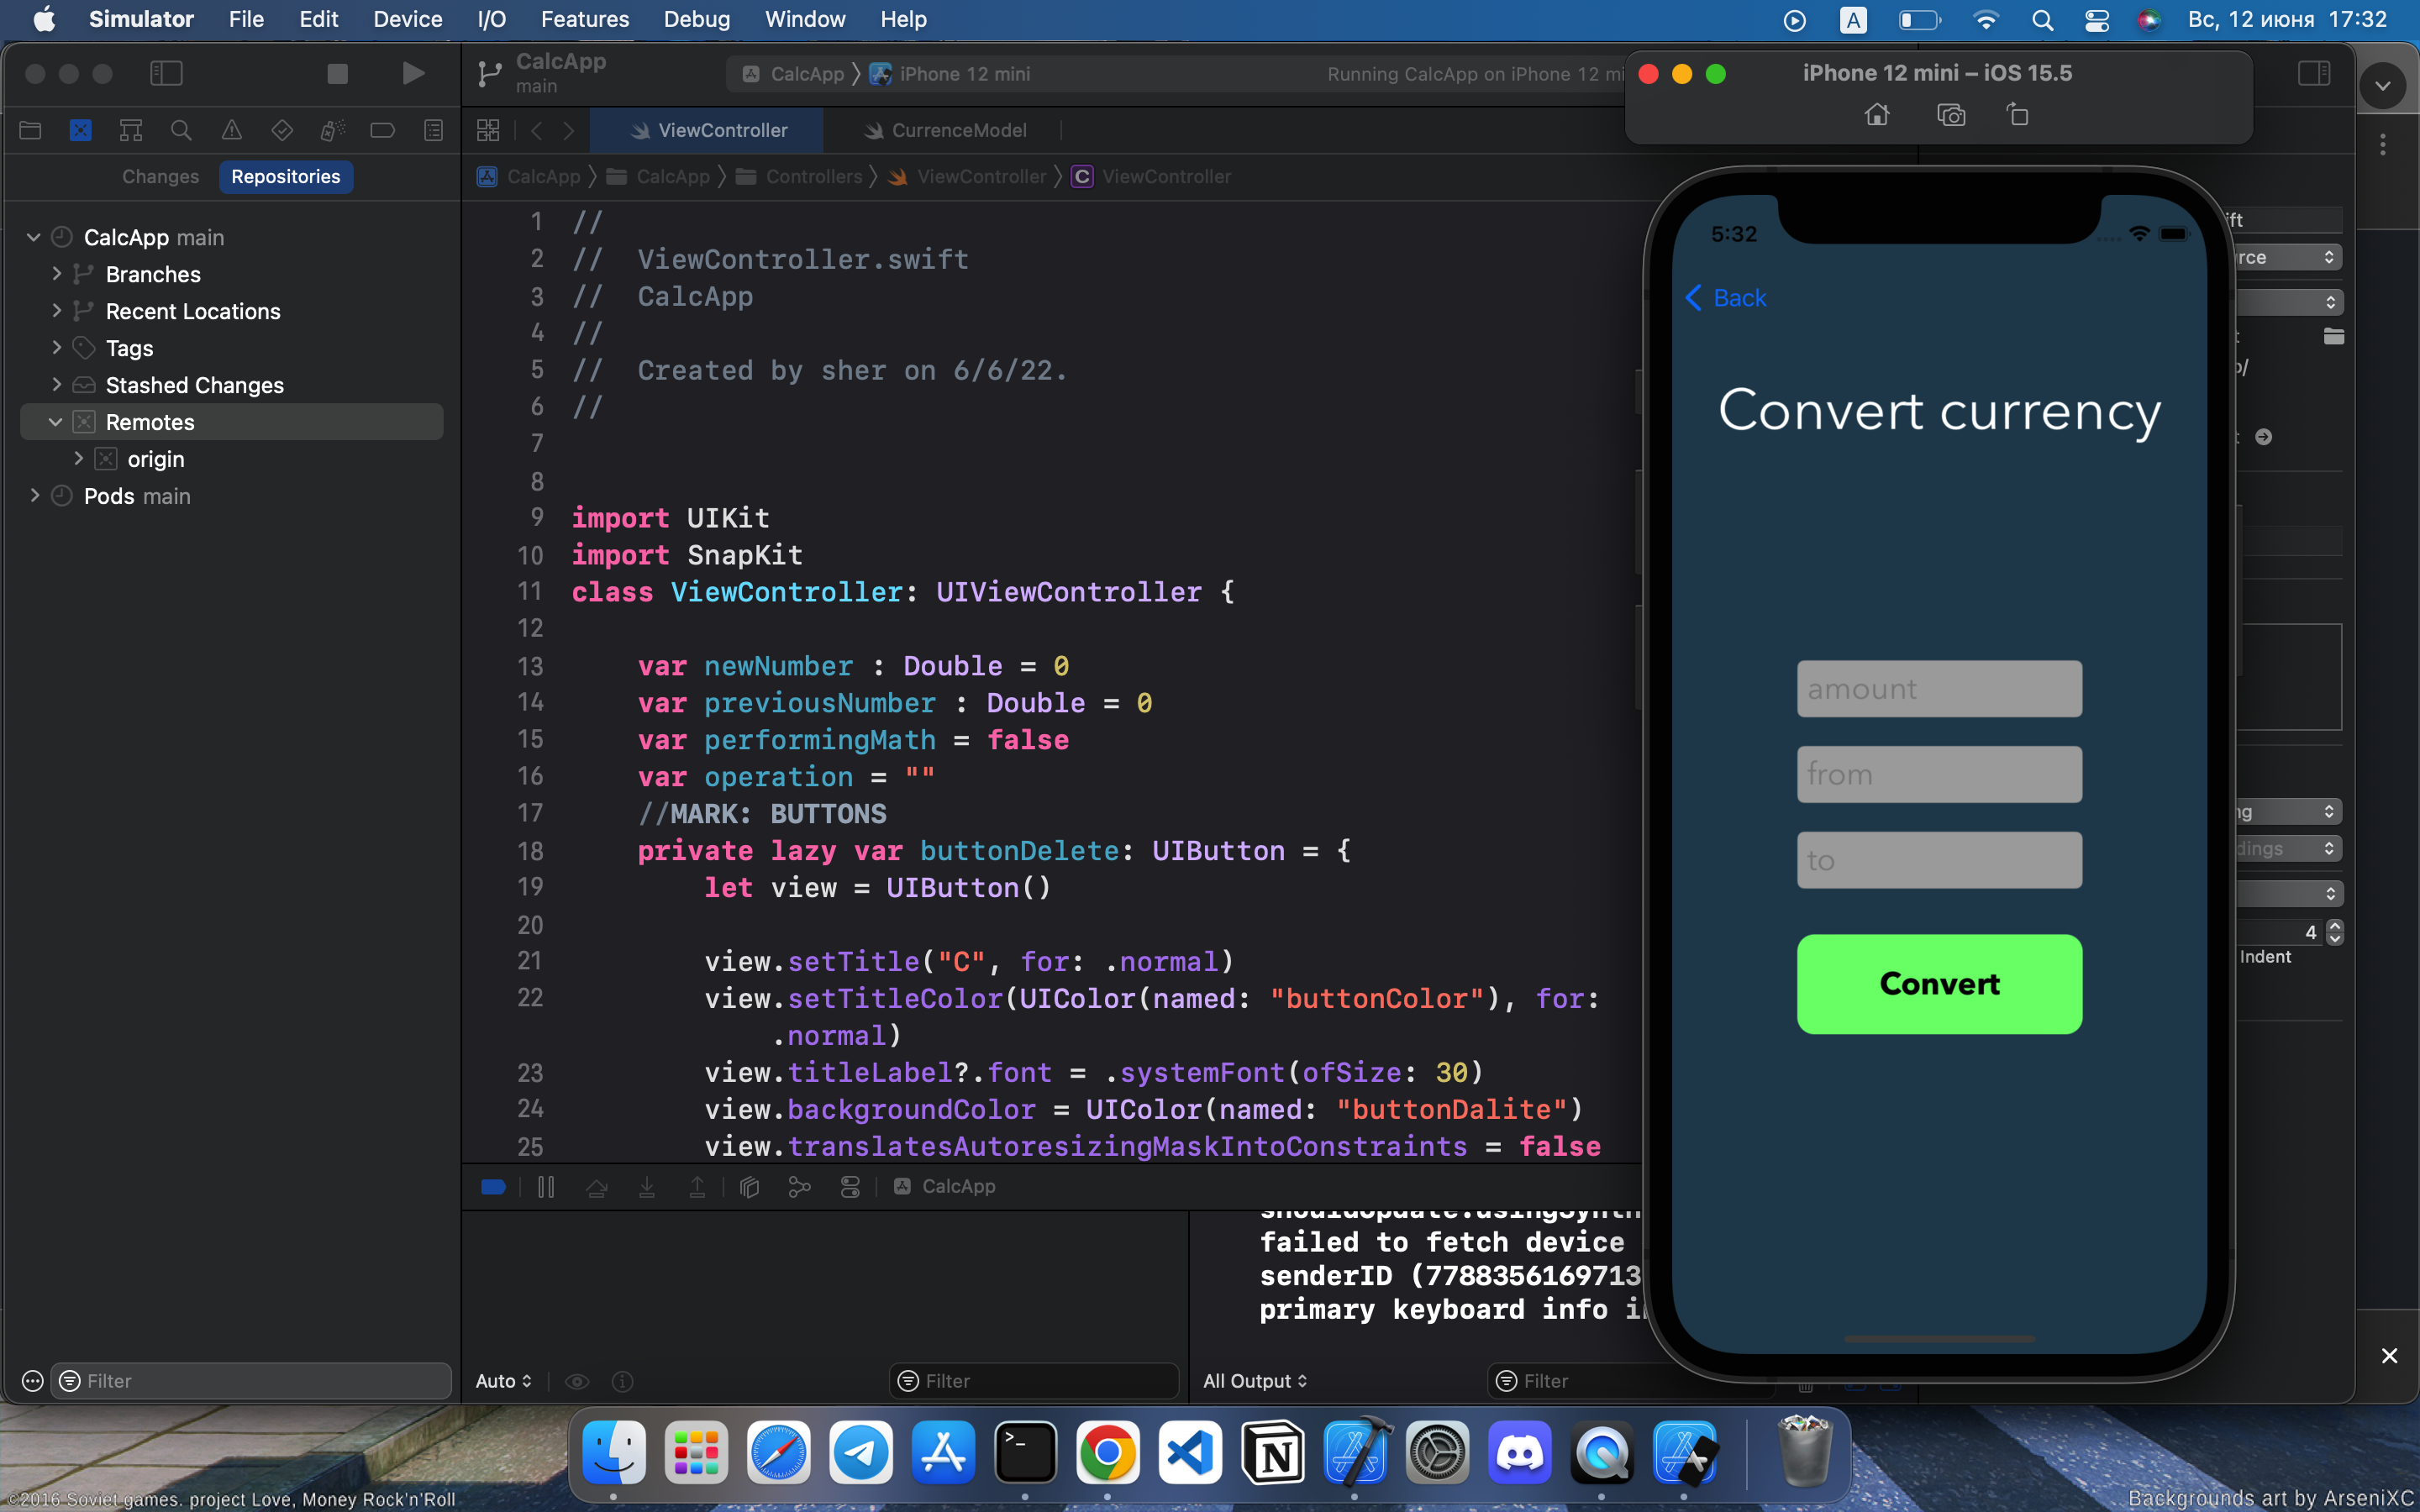 Simulator File Edit Device I/O Features Debug Window Help A Вс, 12 июня 17:32
CalcApp
main
CalcApp iPhone 12 mini Running CalcApp on iPhone 12
iPhone 12 mini – iOS 15.5
ViewController CurrenceModel
Changes Repositories
CalcApp CalcApp Controllers ViewController C ViewController
CalcApp main
Branches
Recent Locations
Tags
Stashed Changes
Remotes
origin
Pods main
1 //
2 // ViewController.swift
3 // CalcApp
4 //
5 // Created by sher on 6/6/22.
6 //
7
8
9 import UIKit
10 import SnapKit
11 class ViewController: UIViewController {
12
13 var newNumber : Double = 0
14 var previousNumber : Double = 0
15 var performingMath = false
16 var operation = ""
17 //MARK: BUTTONS
18 private lazy var buttonDelete: UIButton = {
19 let view = UIButton()
20
21 view.setTitle("C", for: .normal)
22 view.setTitleColor(UIColor(named: "buttonColor"), for:
.normal)
23 view.titleLabel?.font = .systemFont(ofSize: 30)
24 view.backgroundColor = UIColor(named: "buttonDalite")
25 view.translatesAutoresizingMaskIntoConstraints = false
CalcApp
failed to fetch device
senderID (7788356169713
primary keyboard info
Filter
Auto
Filter
All Output
Filter
5:32
Back
Convert currency
amount
from
to
Convert
4
Indent
©2016 Soviet games. project Love, Money Rock'n'Roll
Backgrounds art by ArseniXC